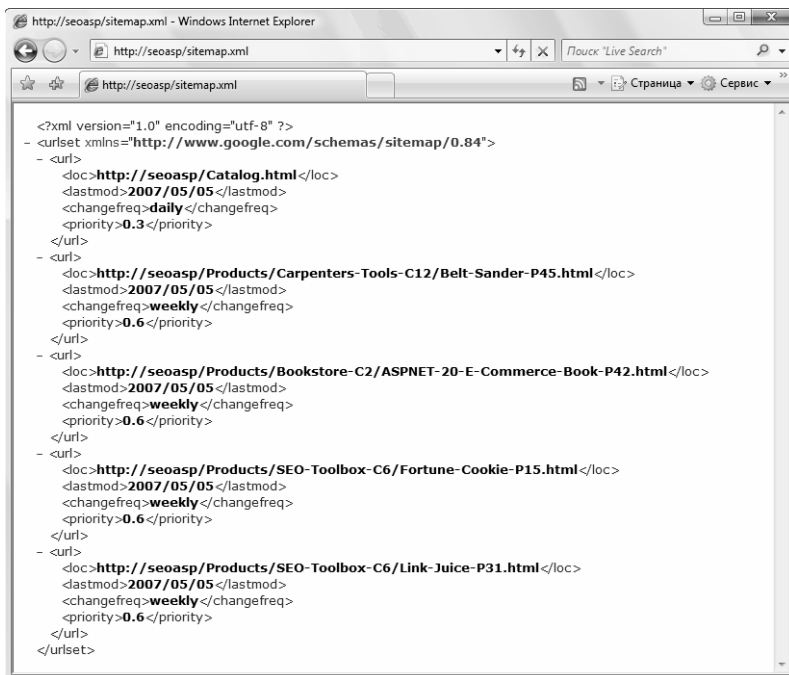 http://seoasp/sitemap.xml - Windows Internet Explorer
http://seoasp/sitemap.xml
Поиск "Live Search"
http://seoasp/sitemap.xml
Страница
Сервис
<?xml version="1.0" encoding="utf-8" ?>
- <urlset xmlns="http://www.google.com/schemas/sitemap/0.84">
- <url>
<loc>http://seoasp/Catalog.html</loc>
<lastmod>2007/05/05</lastmod>
<changefreq>daily</changefreq>
<priority>0.3</priority>
</url>
- <url>
<loc>http://seoasp/Products/Carpenters-Tools-C12/Belt-Sander-P45.html</loc>
<lastmod>2007/05/05</lastmod>
<changefreq>weekly</changefreq>
<priority>0.6</priority>
</url>
- <url>
<loc>http://seoasp/Products/Bookstore-C2/ASPNET-20-E-Commerce-Book-P42.html</loc>
<lastmod>2007/05/05</lastmod>
<changefreq>weekly</changefreq>
<priority>0.6</priority>
</url>
- <url>
<loc>http://seoasp/Products/SEO-Toolbox-C6/Fortune-Cookie-P15.html</loc>
<lastmod>2007/05/05</lastmod>
<changefreq>weekly</changefreq>
<priority>0.6</priority>
</url>
- <url>
<loc>http://seoasp/Products/SEO-Toolbox-C6/Link-Juice-P31.html</loc>
<lastmod>2007/05/05</lastmod>
<changefreq>weekly</changefreq>
<priority>0.6</priority>
</url>
</urlset>